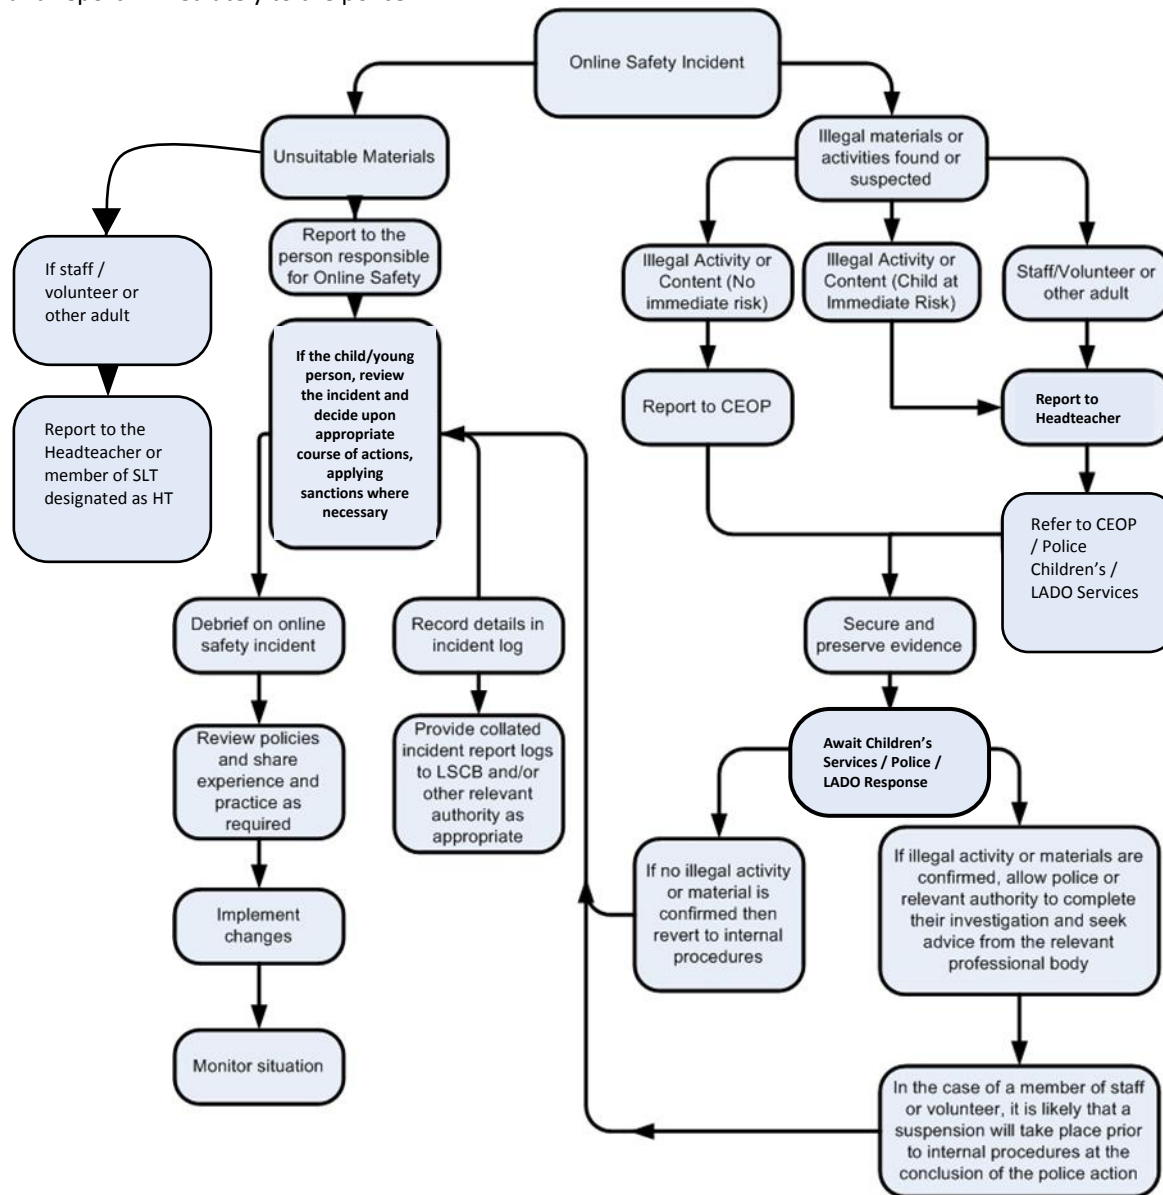 Online Safety Incident
Unsuitable Materials
Illegal materials or
activities found or
suspected
If staff /
volunteer or
other adult
Report to the
person responsible
for Online Safety
Illegal Activity or
Content (No
immediate risk)
Illegal Activity or
Content (Child at
Immediate Risk)
Staff/Volunteer or
other adult
Report to the
Headteacher or
member of SLT
designated as HT
If the child/young
person, review
the incident and
decide upon
appropriate
course of actions,
applying
sanctions where
necessary
Report to CEOP
Report to
Headteacher
Refer to CEOP
/ Police
Children's /
LADO Services
Debrief on online
safety incident
Record details in
incident log
Secure and
preserve evidence
Review policies
and share
experience and
practice as
required
Provide collated
incident report logs
to LSCB and/or
other relevant
authority as
appropriate
Await Children's
Services / Police /
LADO Response
Implement
changes
If no illegal activity
or material is
confirmed then
revert to internal
procedures
If illegal activity or materials are
confirmed, allow police or
relevant authority to complete
their investigation and seek
advice from the relevant
professional body
Monitor situation
In the case of a member of staff
or volunteer, it is likely that a
suspension will take place prior
to internal procedures at the
conclusion of the police action